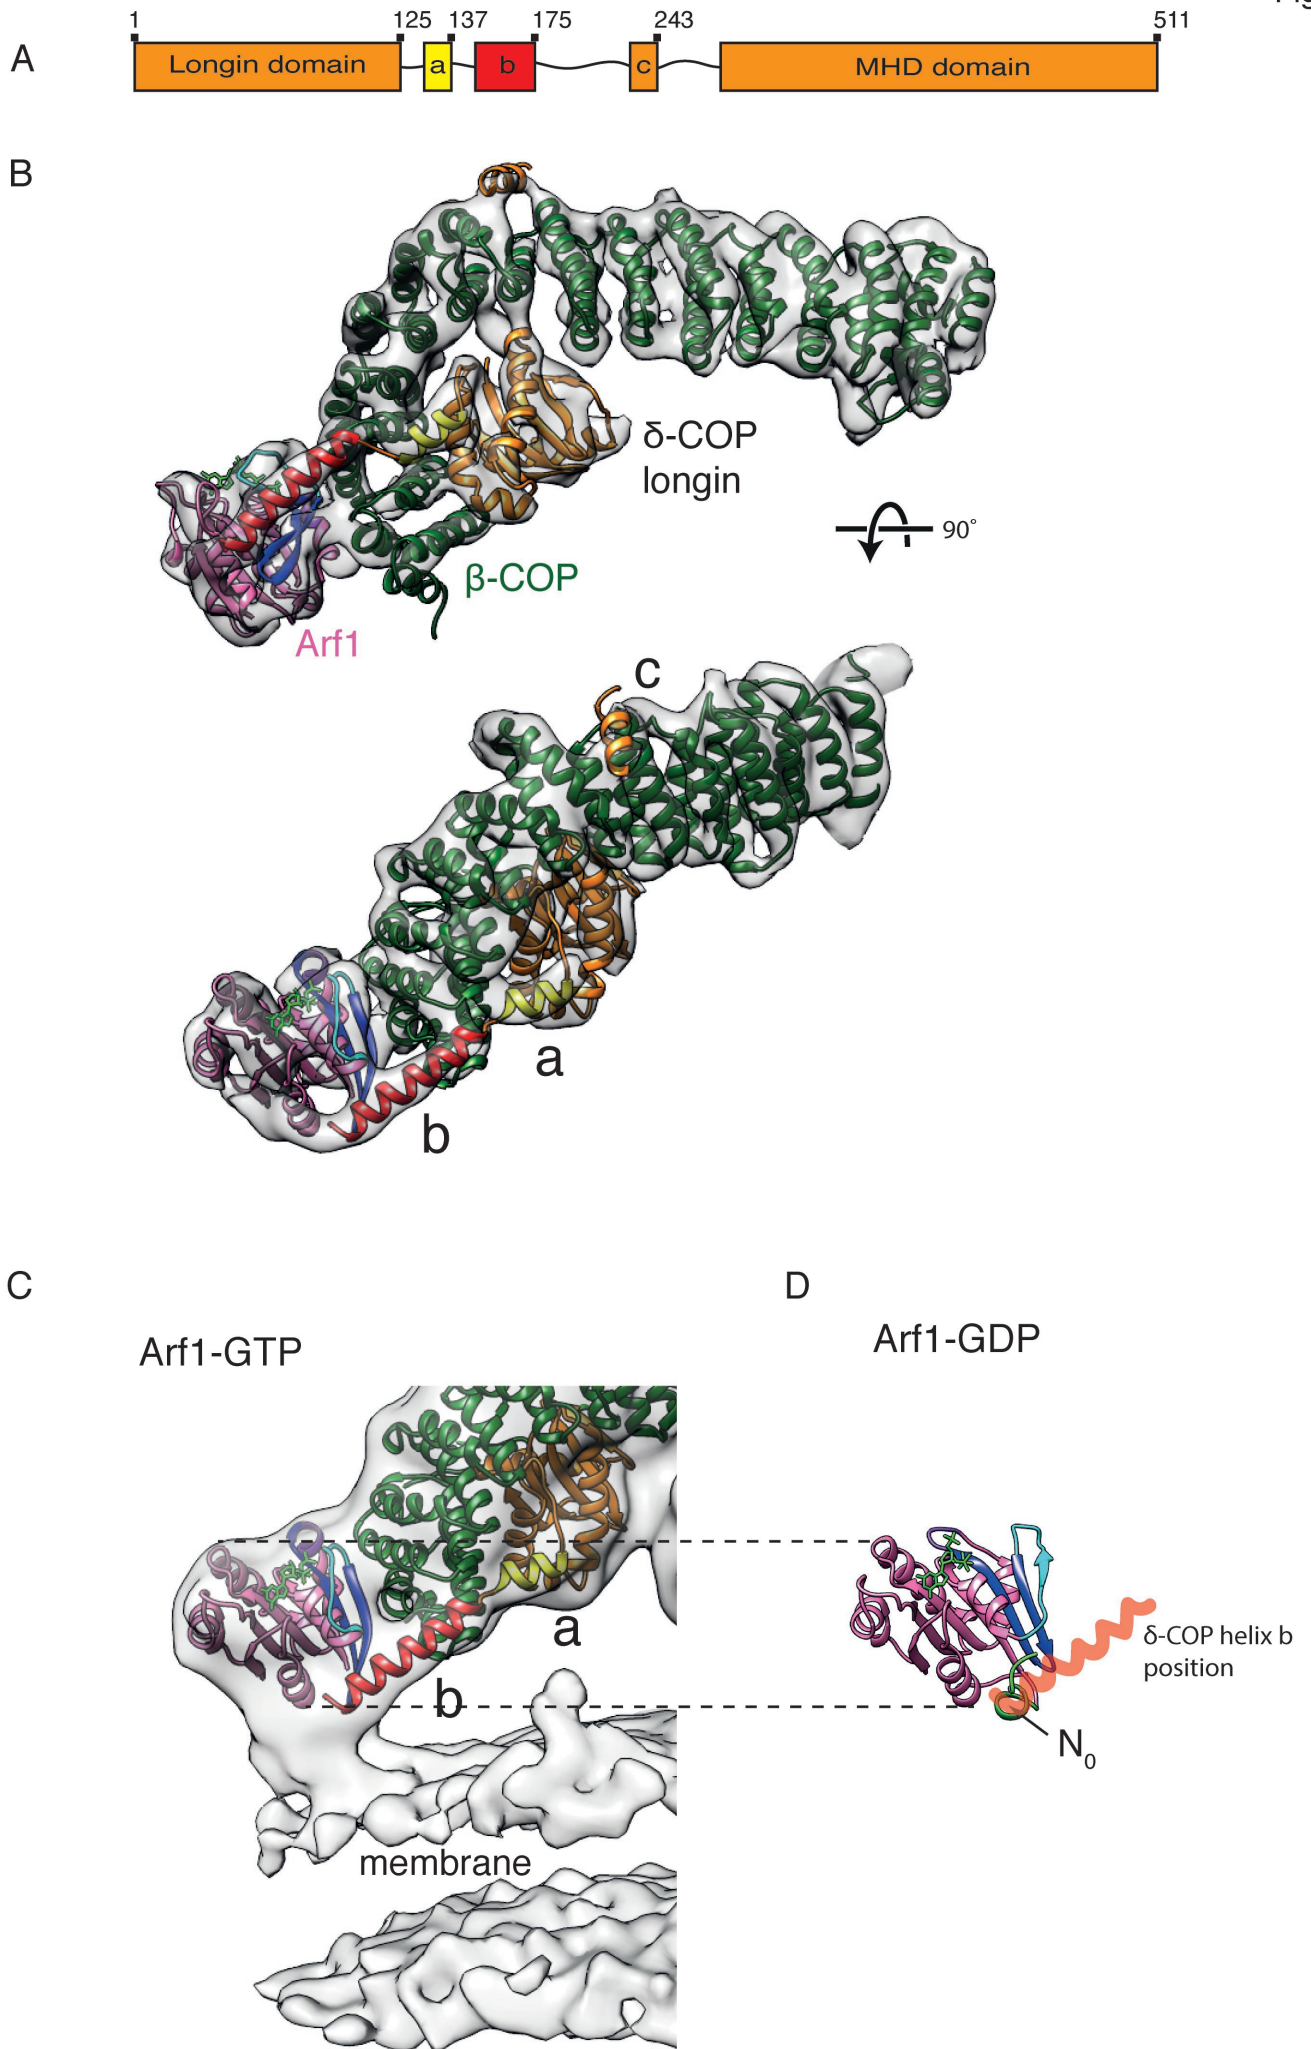 Fig
A
1 125 137 175 243 511
Longin domain a b c MHD domain
B
δ-COP
longin
90°
β-COP
Arf1
c
a
b
C
D
Arf1-GTP
Arf1-GDP
a
b
δ-COP helix b
position
N0
membrane